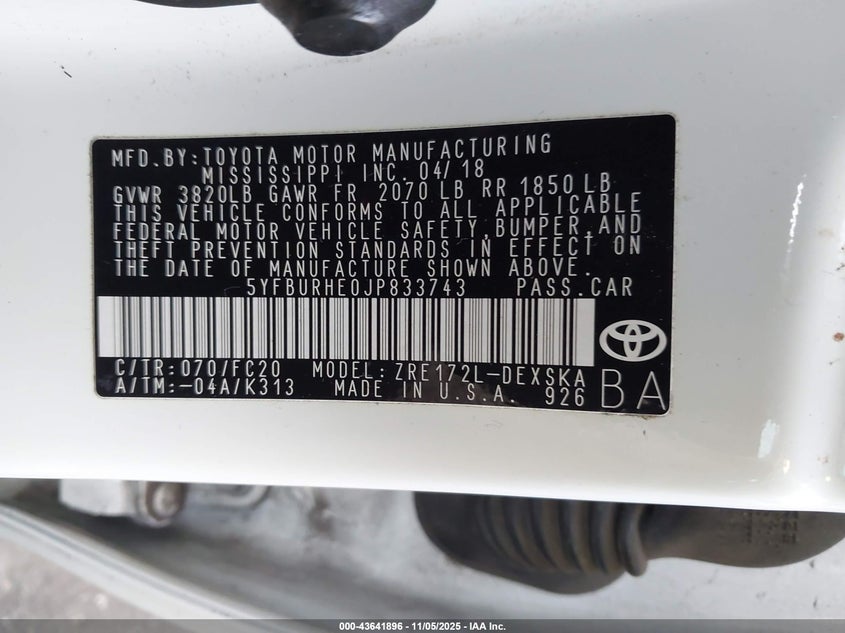 MFD.BY:TOYOTA MOTOR MANUFACTURING
MISSISSIPPI INC. 04/18
GVWR 3820LB GAWR FR 2070 LB RR 1850 LB
THIS VEHICLE CONFORMS TO ALL APPLICABLE
FEDERAL MOTOR VEHICLE SAFETY,BUMPER,AND
THEFT PREVENTION STANDARDS IN EFFECT ON
THE DATE OF MANUFACTURE SHOWN ABOVE.
5YFBURHE0JP833743 PASS.CAR
C/TR:070/FC20 MODEL:ZRE172L-DEXSKA
A/TM:-04A/K313 MADE IN U.S.A. 926 BA
000-43641896 - 11/05/2025 - IAA Inc.